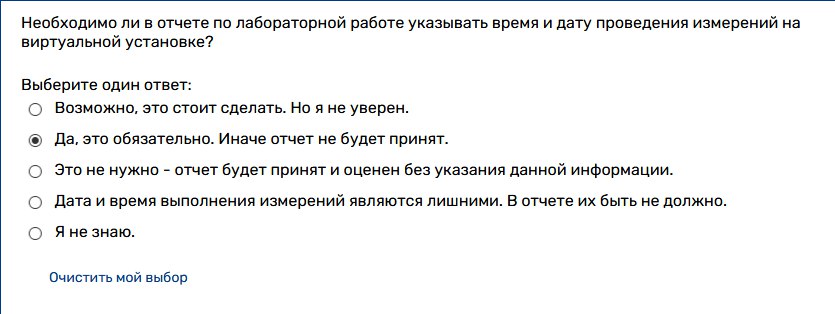 Необходимо ли в отчете по лабораторной работе указывать время и дату проведения измерений на
виртуальной установке?
Выберите один ответ:
Возможно, это стоит сделать. Но я не уверен.
Да, это обязательно. Иначе отчет не будет принят.
Это не нужно - отчет будет принят и оценен без указания данной информации.
Дата и время выполнения измерений являются лишними. В отчете их быть не должно.
Я не знаю.
Очистить мой выбор